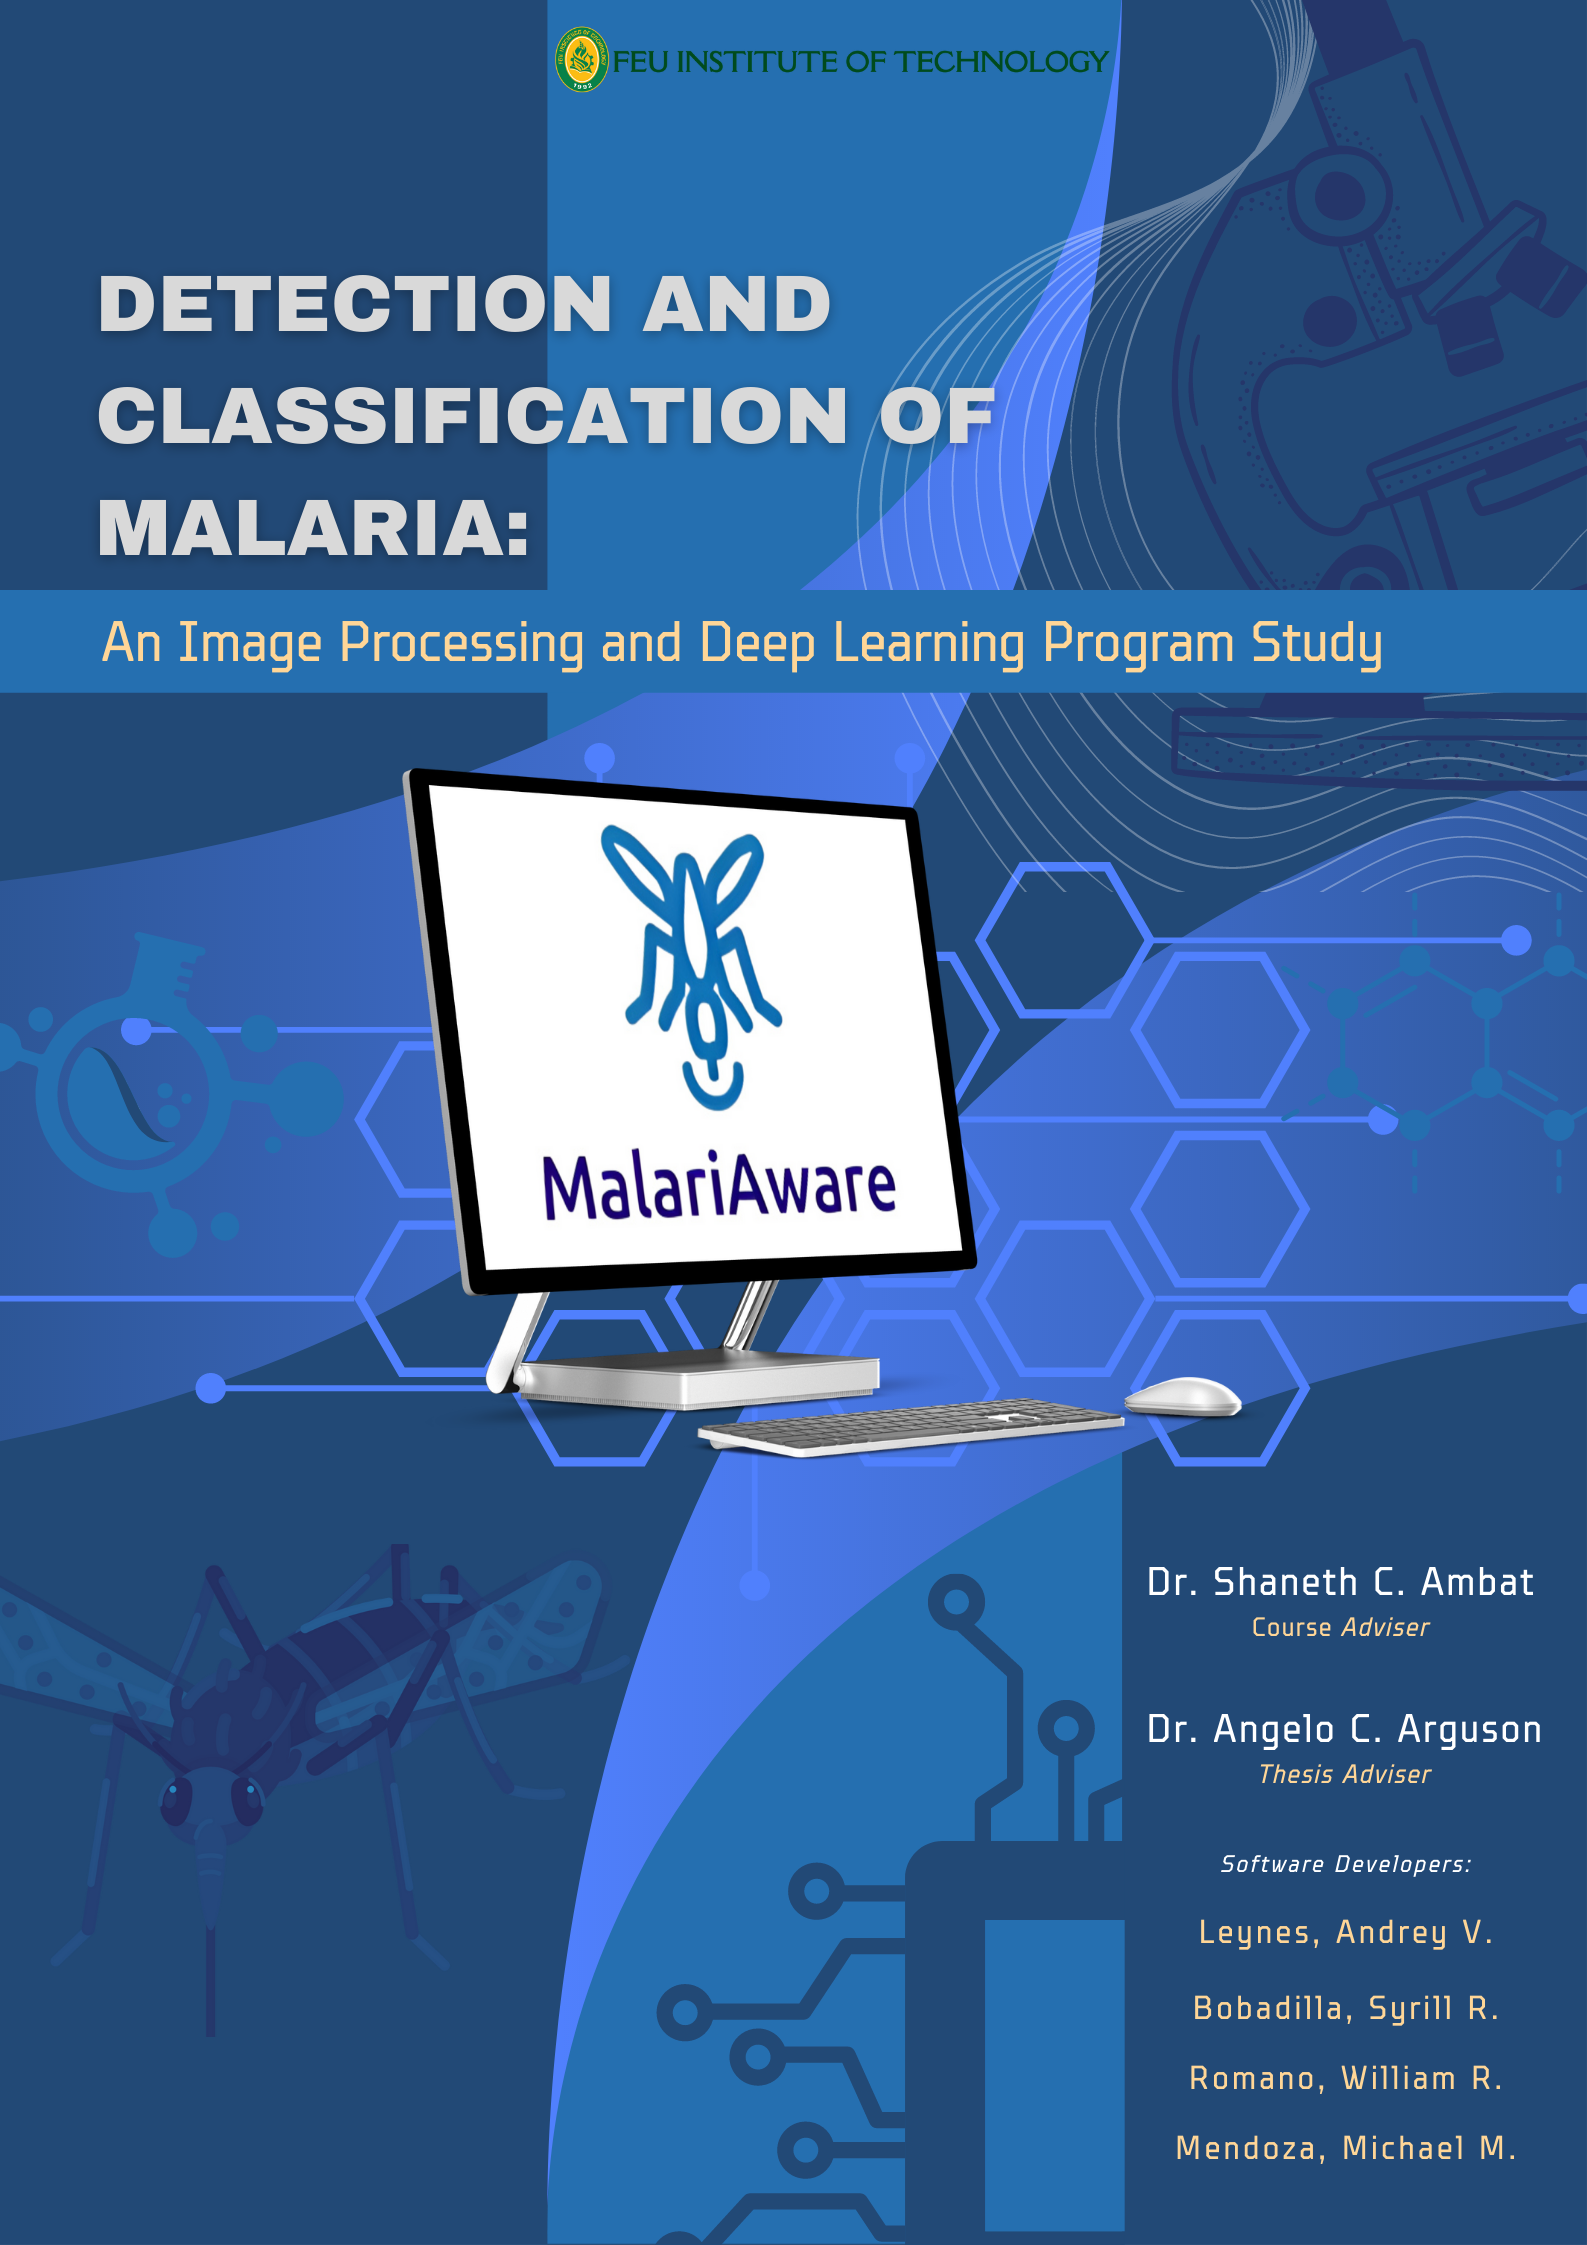 FEU INSTITUTE OF TECHNOLOGY
1992
DETECTION AND
CLASSIFICATION OF
MALARIA:
An Image Processing and Deep Learning Program Study
MalariAware
Dr. Shaneth C. Ambat
Course Adviser
Dr. Angelo C. Arguson
Thesis Adviser
Software Developers:
Leynes, Andrey V.
Bobadilla, Syrill R.
Romano, William R.
Mendoza, Michael M.